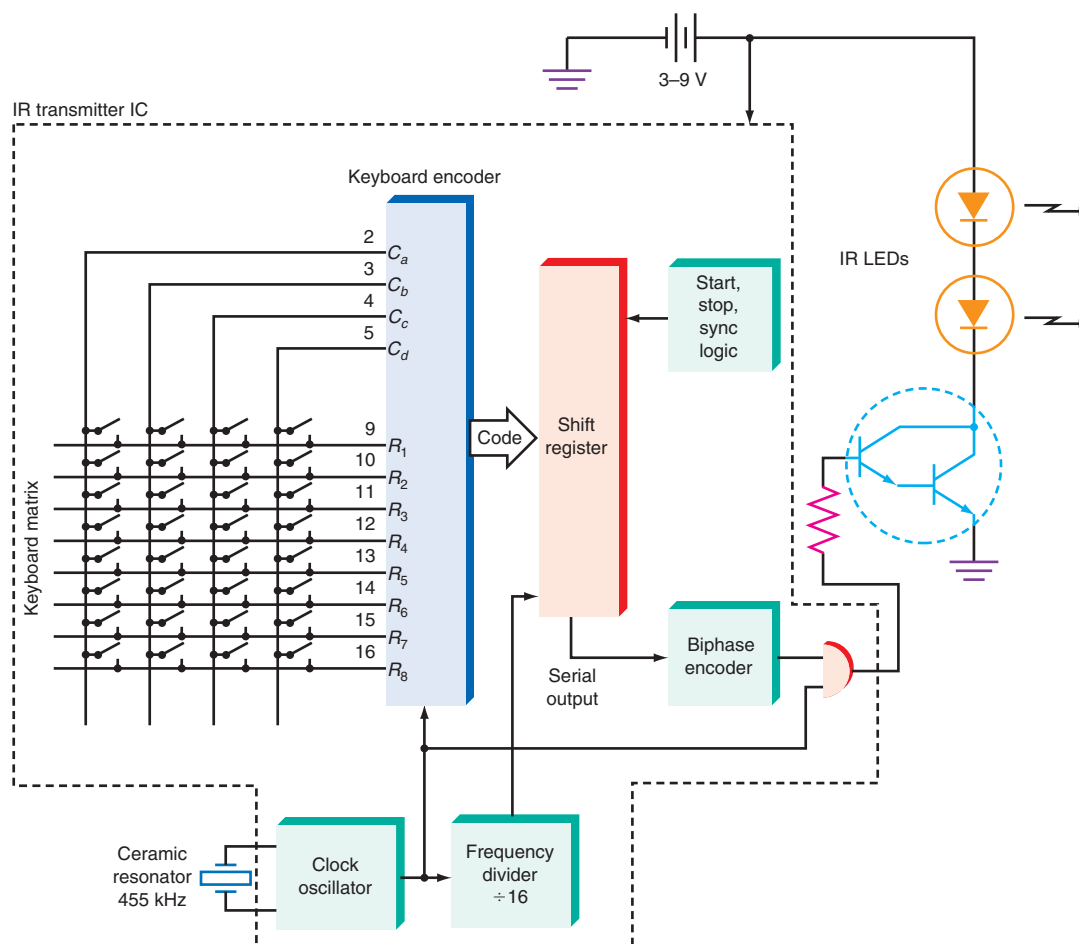 3–9 V
IR transmitter IC
Keyboard encoder
2
Ca
3
Cb
4
Cc
5
Cd
IR LEDs
Start,
stop,
sync
logic
9
R1
10
R2
11
R3
12
R4
13
R5
14
R6
15
R7
16
R8
Keyboard matrix
Code
Shift
register
Serial
output
Biphase
encoder
Ceramic
resonator
455 kHz
Clock
oscillator
Frequency
divider
÷16